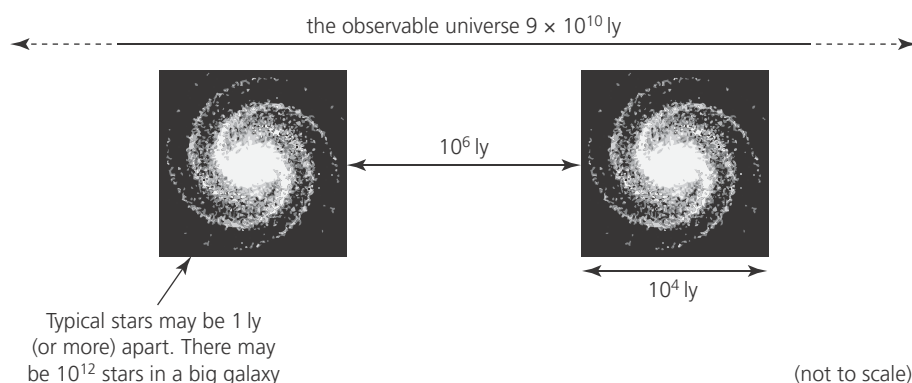 the observable universe 9 × 10¹⁰ ly
10⁶ ly
10⁴ ly
Typical stars may be 1 ly
(or more) apart. There may
be 10¹² stars in a big galaxy
(not to scale)